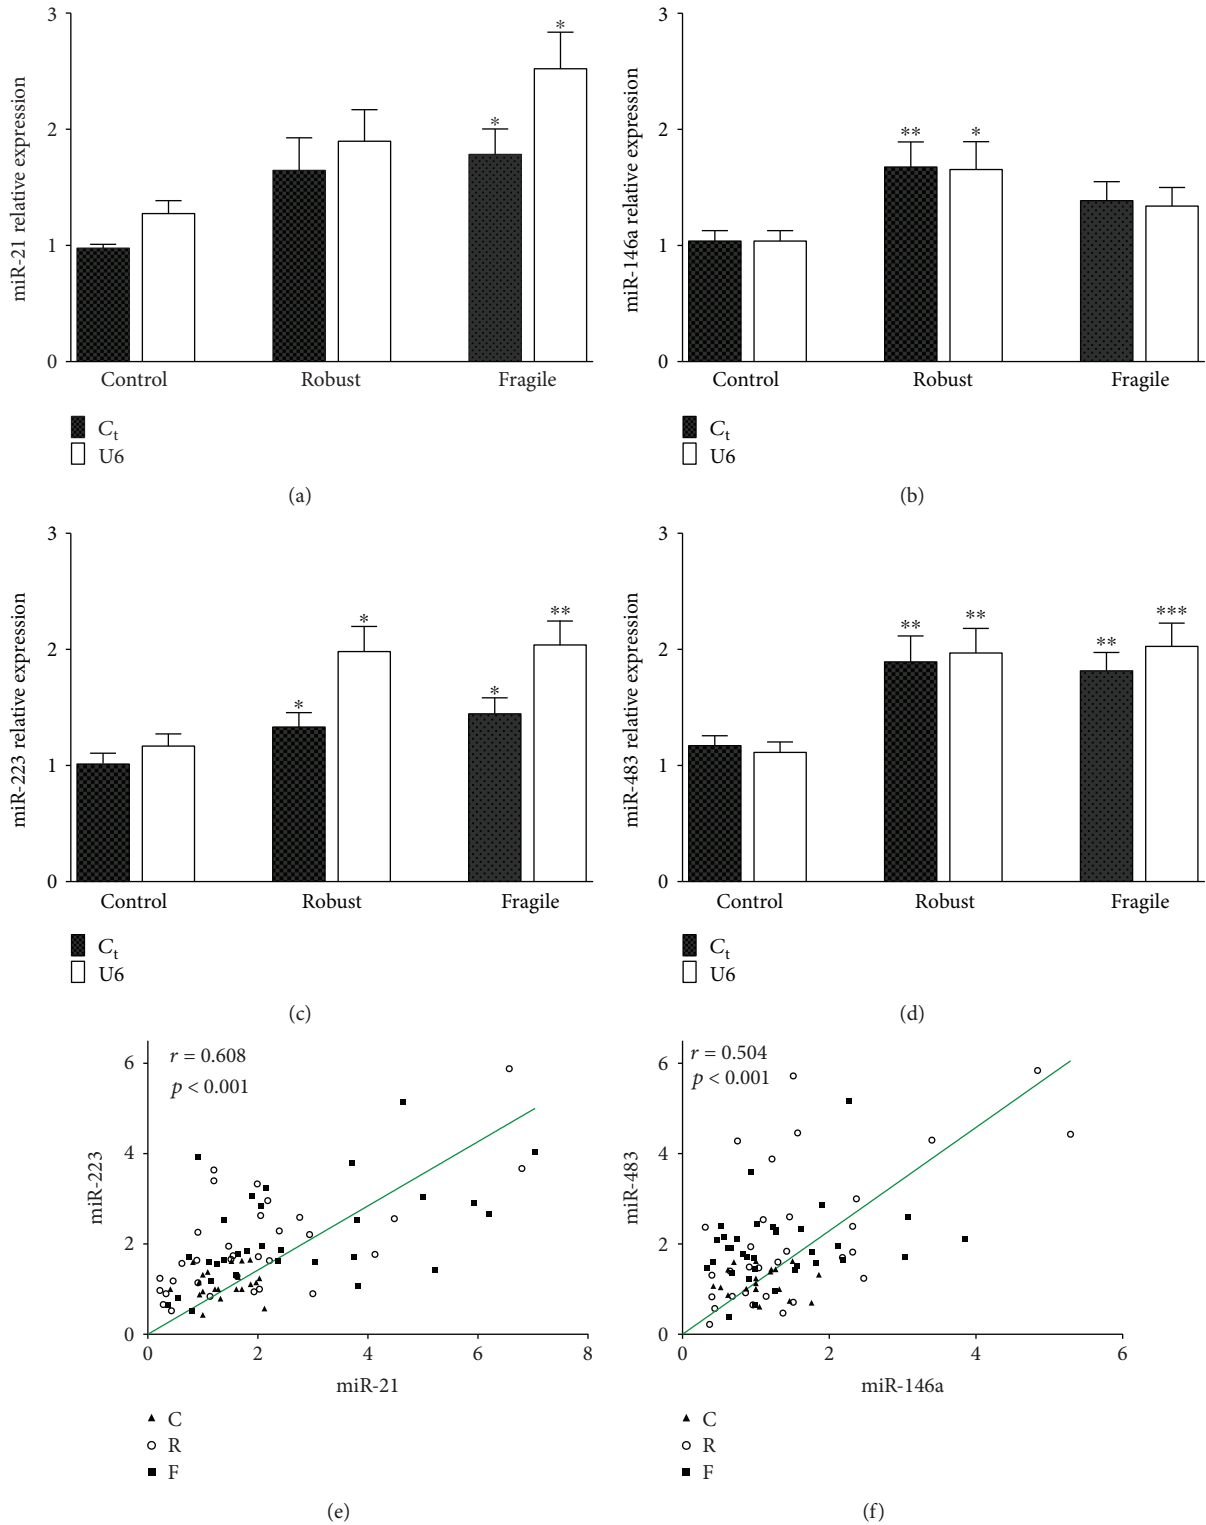 miR-21 relative expression
3
2
1
0
*
*
Control
Robust
Fragile
Ct
U6
(a)
miR-146a relative expression
3
2
1
0
**
*
Control
Robust
Fragile
Ct
U6
(b)
miR-223 relative expression
3
2
1
0
*
*
*
**
Control
Robust
Fragile
Ct
U6
(c)
miR-483 relative expression
3
2
1
0
**
**
**
***
Control
Robust
Fragile
Ct
U6
(d)
r = 0.608
p < 0.001
miR-223
6
4
2
0
0 2 4 6 8
miR-21
C
R
F
(e)
r = 0.504
p < 0.001
miR-483
6
4
2
0
0 2 4 6
miR-146a
C
R
F
(f)